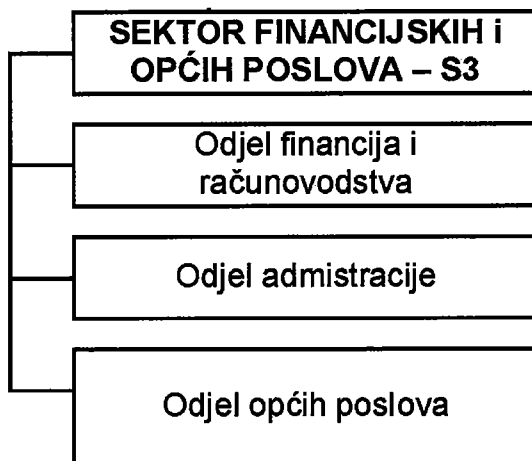 SEKTOR FINANCIJSKIH i
OPĆIH POSLOVA – S3
Odjel financija i
računovodstva
Odjel admistracije
Odjel općih poslova